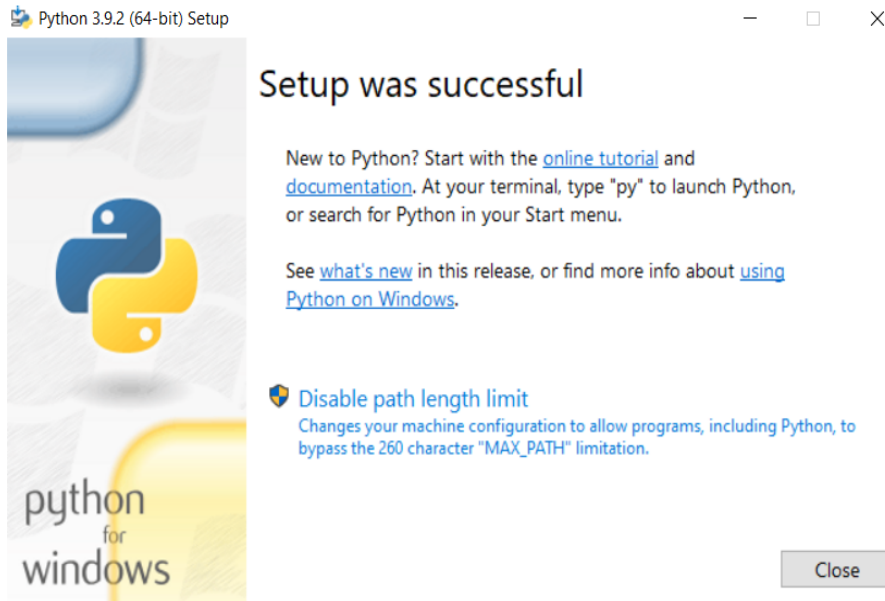 Python 3.9.2 (64-bit) Setup
Setup was successful
New to Python? Start with the online tutorial and
documentation. At your terminal, type "py" to launch Python,
or search for Python in your Start menu.
See what's new in this release, or find more info about using
Python on Windows.
Disable path length limit
Changes your machine configuration to allow programs, including Python, to
bypass the 260 character "MAX_PATH" limitation.
python
for
windows
Close